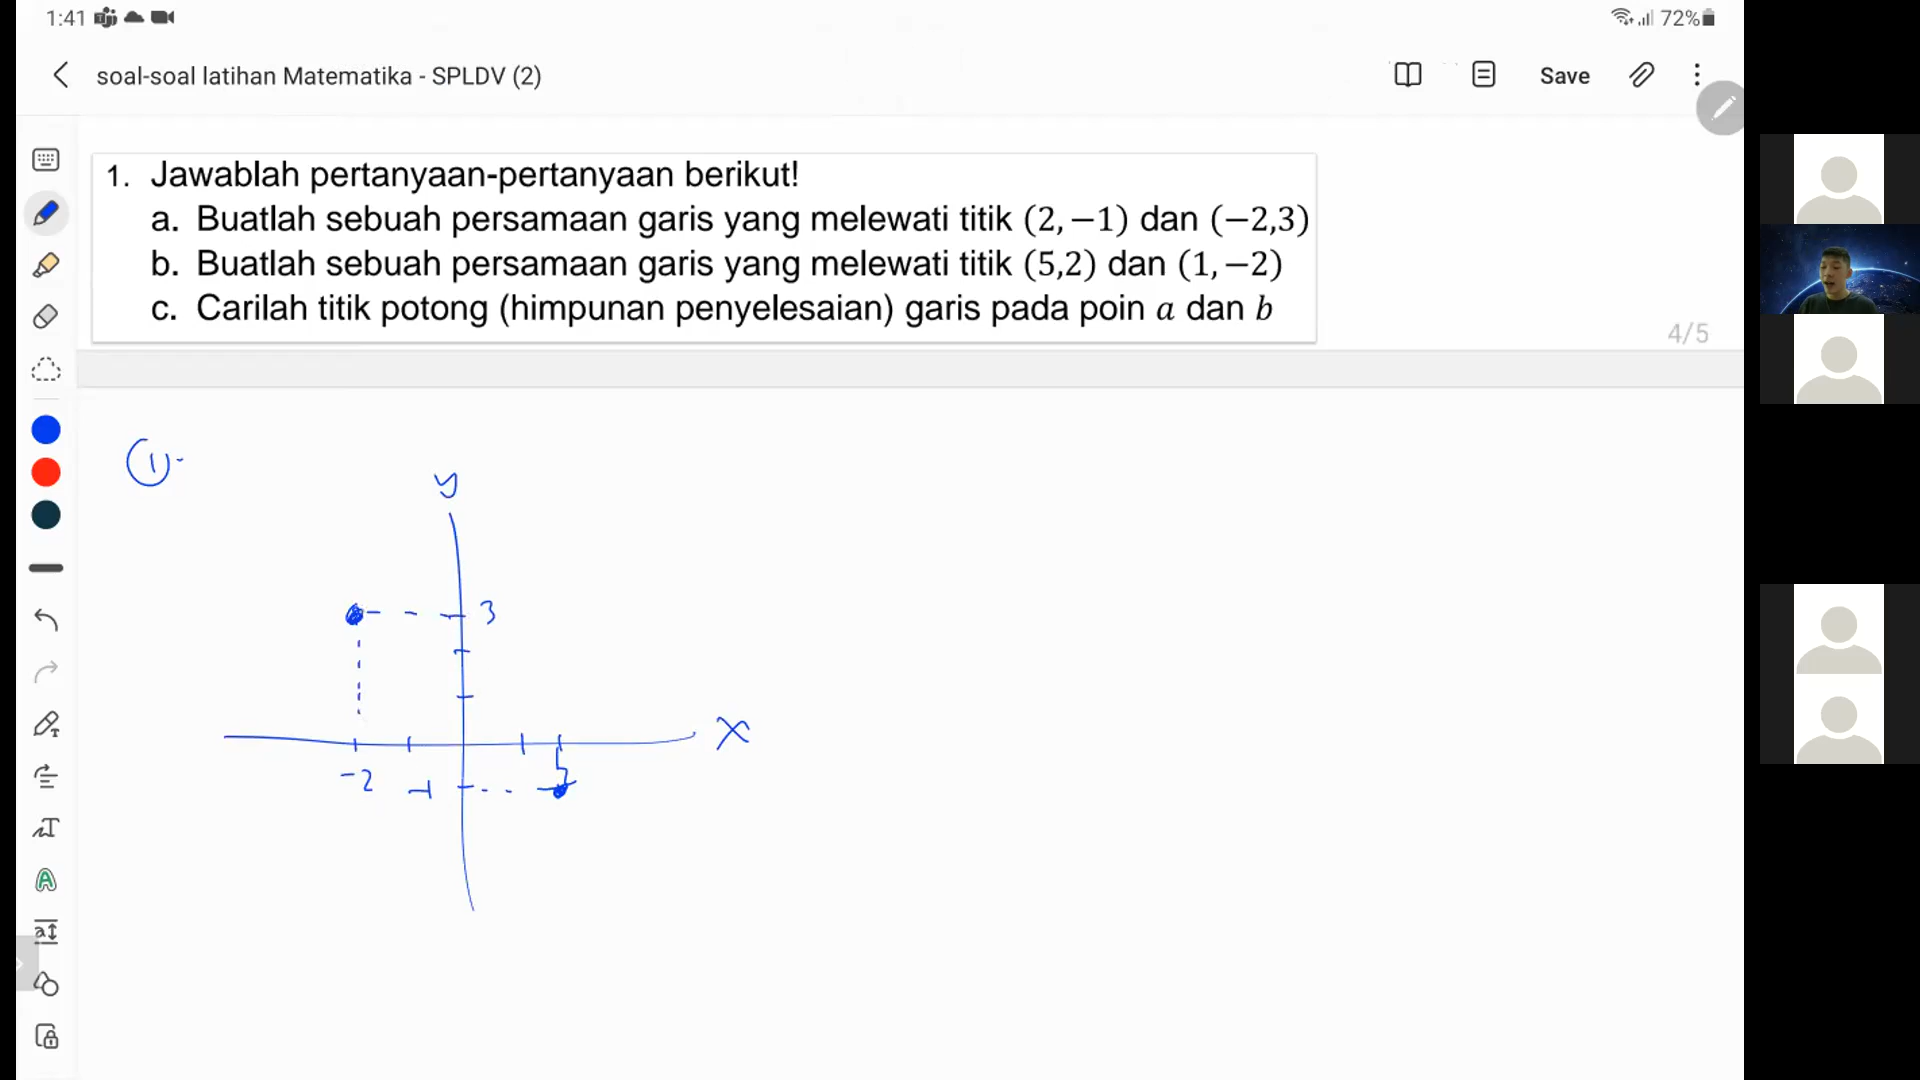 1:41 72%
soal-soal latihan Matematika - SPLDV (2) Save
1. Jawablah pertanyaan-pertanyaan berikut!
a. Buatlah sebuah persamaan garis yang melewati titik (2, −1) dan (−2,3)
b. Buatlah sebuah persamaan garis yang melewati titik (5,2) dan (1, −2)
c. Carilah titik potong (himpunan penyelesaian) garis pada poin a dan b
4/5
1.
y
3
x
-2
2
-1